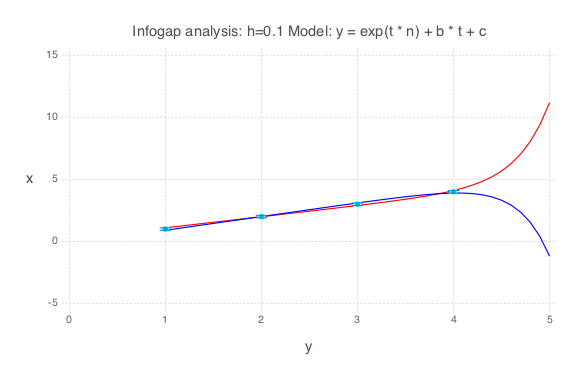 Infogap analysis: h=0.1 Model: y = exp(t * n) + b * t + c
15
10
x
5
0
-5
0 1 2 3 4 5
y